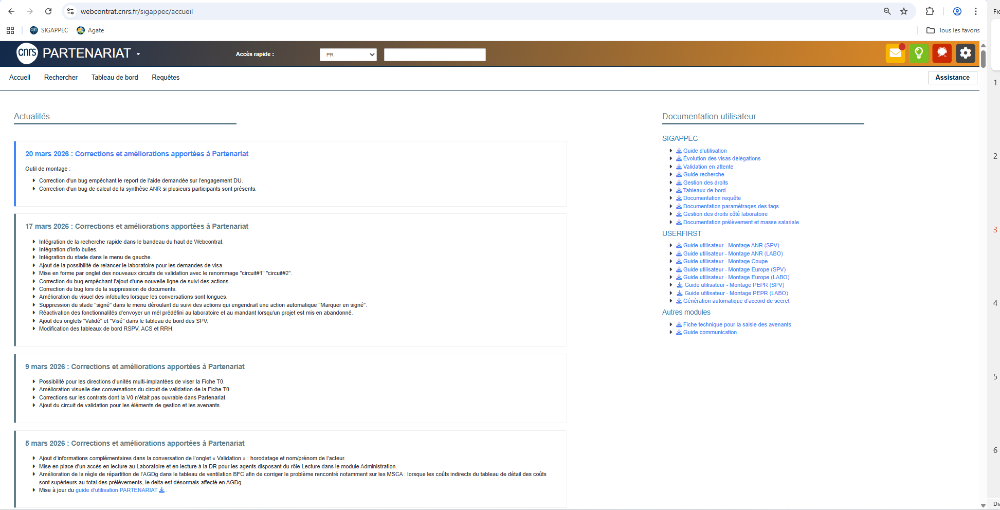 webcontrat.cnrs.fr/sigappec/accueil
Fic
SIGAPPEC
Agate
Tous les favoris
cnrs PARTENARIAT
Accès rapide :
PR
Accueil
Rechercher
Tableau de bord
Requêtes
Assistance
Actualités
20 mars 2026 : Corrections et améliorations apportées à Partenariat
Outil de montage :
Correction d'un bug empêchant le report de l'aide demandée sur l'engagement DU.
Correction d'un bug de calcul de la synthèse ANR si plusieurs participants sont présents.
17 mars 2026 : Corrections et améliorations apportées à Partenariat
Intégration de la recherche rapide dans le bandeau du haut de Webcontrat.
Intégration d'info bulles.
Intégration du stade dans le menu de gauche.
Ajout de la possibilité de relancer le laboratoire pour les demandes de visa.
Mise en forme par onglet des nouveaux circuits de validation avec le renommage "circuit#1" "circuit#2".
Correction du bug empêchant l'ajout d'une nouvelle ligne de suivi des actions.
Correction du bug lors de la suppression de documents.
Amélioration du visuel des infobulles lorsque les conversations sont longues.
Suppression du stade "signé" dans le menu déroulant du suivi des actions qui engendrait une action automatique "Marquer en signé".
Réactivation des fonctionnalités d'envoyer un mél prédéfini au laboratoire et au mandant lorsqu'un projet est mis en abandonné.
Ajout des onglets "Validé" et "Visé" dans le tableau de bord des SPV.
Modification des tableaux de bord RSPV, ACS et RRH.
9 mars 2026 : Corrections et améliorations apportées à Partenariat
Possibilité pour les directions d'unités multi-implantées de viser la Fiche T0.
Amélioration visuelle des conversations du circuit de validation de la Fiche T0.
Corrections sur les contrats dont la V0 n'était pas ouvrable dans Partenariat.
Ajout du circuit de validation pour les éléments de gestion et les avenants.
5 mars 2026 : Corrections et améliorations apportées à Partenariat
Ajout d'informations complémentaires dans la conversation de l'onglet « Validation » : horodatage et nom/prénom de l'acteur.
Mise en place d'un accès en lecture au Laboratoire et en lecture à la DR pour les agents disposant du rôle Lecture dans le module Administration.
Amélioration de la règle de répartition de l'AGDg dans le tableau de ventilation BFC afin de corriger le problème rencontré notamment sur les MSCA : lorsque les coûts indirects du tableau de détail des coûts
sont supérieurs au total des prélèvements, le delta est désormais affecté en AGDg.
Mise à jour du guide d'utilisation PARTENARIAT .
Documentation utilisateur
SIGAPPEC
Guide d'utilisation
Évolution des visas délégations
Validation en attente
Guide recherche
Gestion des droits
Tableaux de bord
Documentation requête
Documentation paramétrages des tags
Gestion des droits côté laboratoire
Documentation prélèvement et masse salariale
USERFIRST
Guide utilisateur - Montage ANR (SPV)
Guide utilisateur - Montage ANR (LABO)
Guide utilisateur - Montage Coupe
Guide utilisateur - Montage Europe (SPV)
Guide utilisateur - Montage Europe (LABO)
Guide utilisateur - Montage PEPR (SPV)
Guide utilisateur - Montage PEPR (LABO)
Génération automatique d'accord de secret
Autres modules
Fiche technique pour la saisie des avenants
Guide communication
1
2
3
4
5
6
Dia